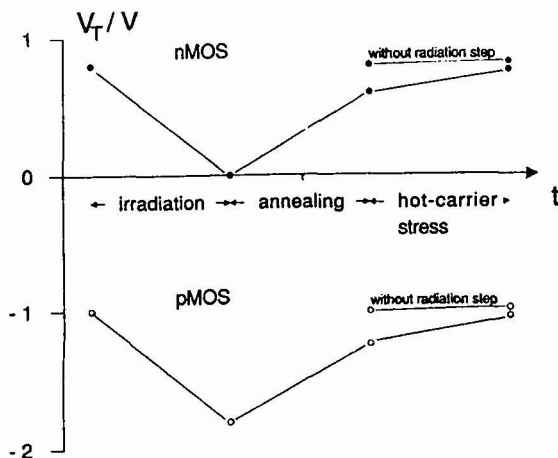 V_T / V
1
nMOS
without radiation step
0
irradiation
annealing
hot-carrier stress
t
pMOS
without radiation step
-1
-2